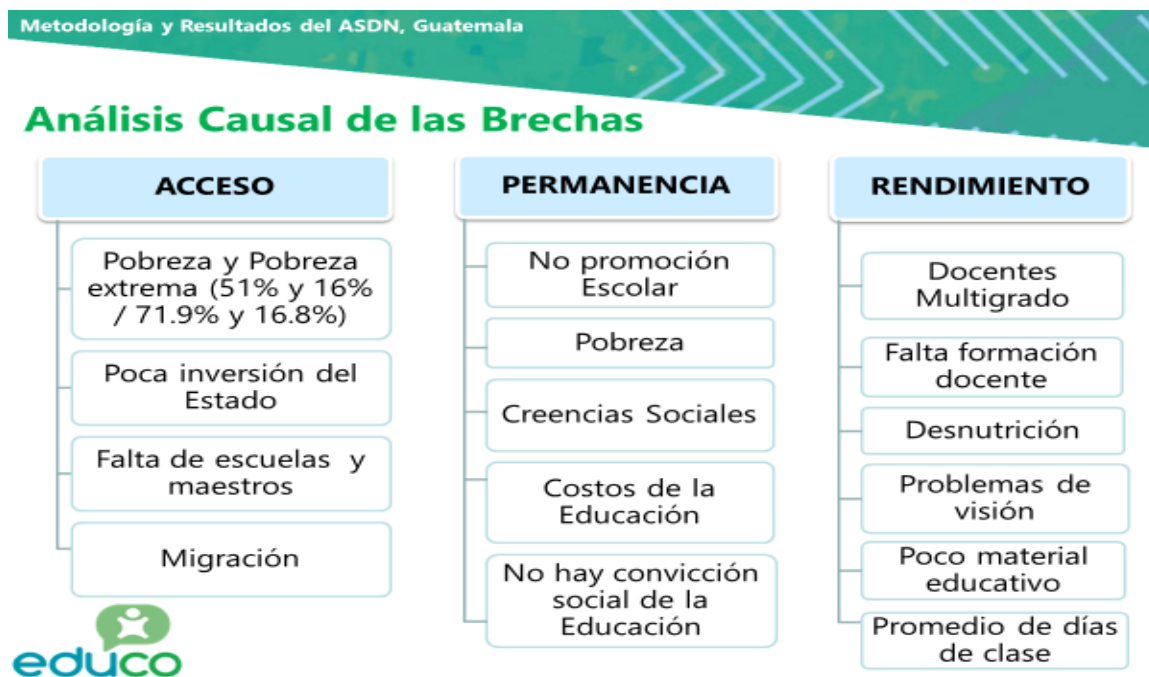 Metodología y Resultados del ASDN, Guatemala
Análisis Causal de las Brechas
ACCESO
Pobreza y Pobreza
extrema (51% y 16%
/ 71.9% y 16.8%)
Poca inversión del
Estado
Falta de escuelas y
maestros
Migración
PERMANENCIA
No promoción
Escolar
Pobreza
Creencias Sociales
Costos de la
Educación
No hay convicción
social de la
Educación
RENDIMIENTO
Docentes
Multigrado
Falta formación
docente
Desnutrición
Problemas de
visión
Poco material
educativo
Promedio de días
de clase
educo